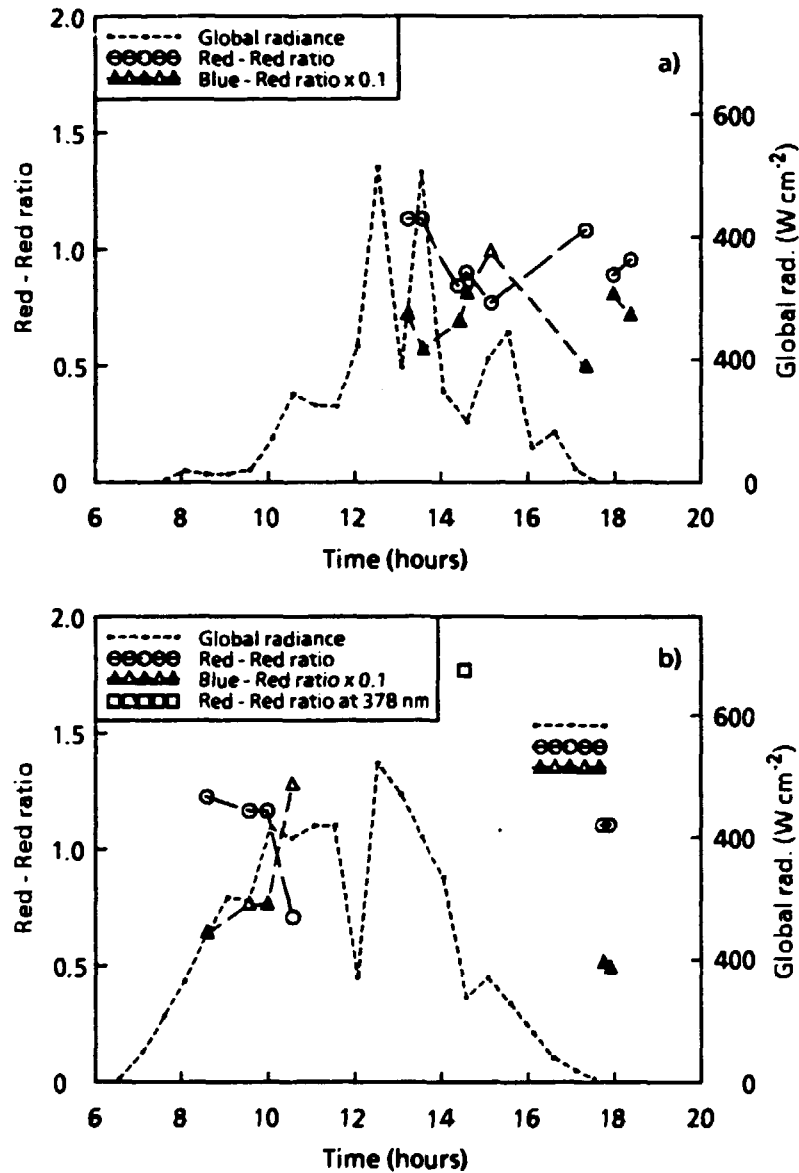 2.0
Global radiance
Red - Red ratio
Blue - Red ratio x 0.1
a)
600
1.5
Red - Red ratio
1.0
400
Global rad. (W cm-2)
0.5
400
0
0
6 8 10 12 14 16 18 20
Time (hours)
2.0
Global radiance
Red - Red ratio
Blue - Red ratio x 0.1
Red - Red ratio at 378 nm
b)
600
1.5
Red - Red ratio
1.0
400
Global rad. (W cm-2)
0.5
400
0
0
6 8 10 12 14 16 18 20
Time (hours)